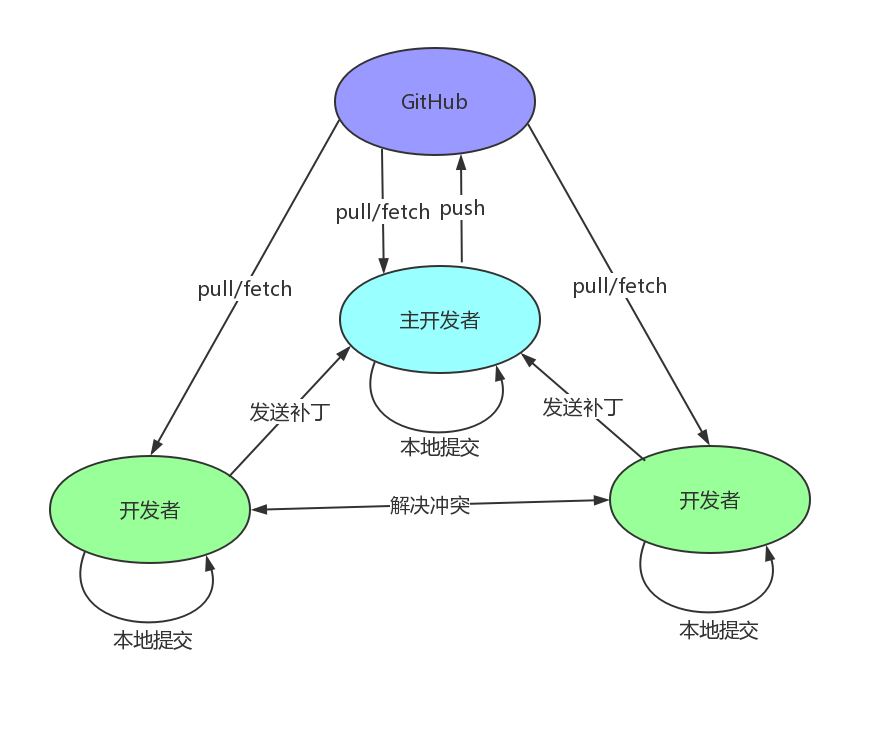 GitHub
pull/fetch
push
pull/fetch
pull/fetch
主开发者
发送补丁
发送补丁
本地提交
开发者
解决冲突
开发者
本地提交
本地提交